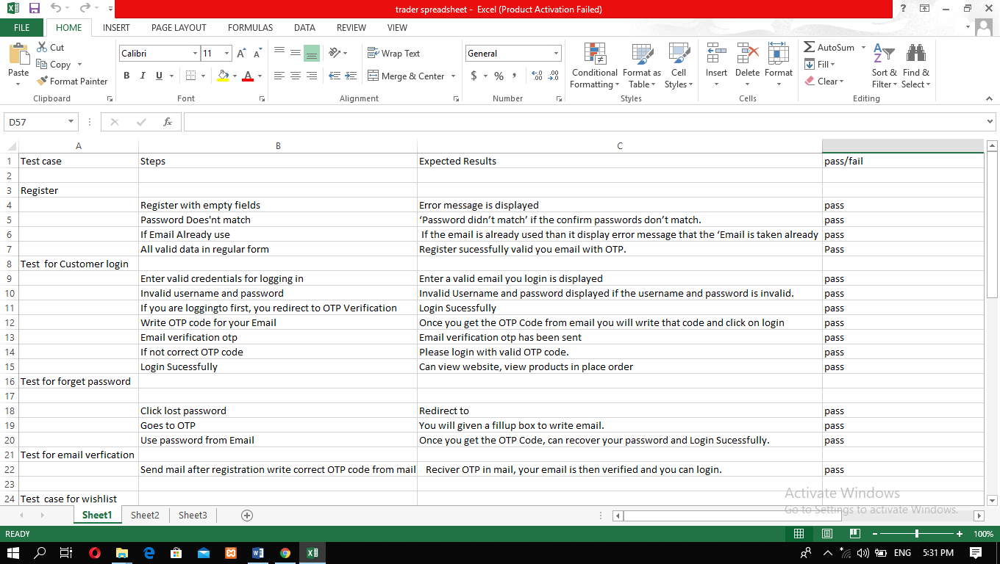 trader spreadsheet - Excel (Product Activation Failed)
FILE HOME INSERT PAGE LAYOUT FORMULAS DATA REVIEW VIEW
Paste
Cut
Copy
Format Painter
Clipboard
Calibri 11
B I U
Font
Wrap Text
Merge & Center
Alignment
General
$ % ,
Number
Conditional Formatting
Format as Table
Cell Styles
Styles
Insert Delete Format
Cells
AutoSum
Fill
Clear
Sort & Filter
Find & Select
Editing
D57
fx
A B C
1 Test case Steps Expected Results pass/fail
2
3 Register
4 Register with empty fields Error message is displayed pass
5 Password Does'nt match ‘Password didn’t match’ if the confirm passwords don’t match. pass
6 If Email Already use If the email is already used than it display error message that the ‘Email is taken already pass
7 All valid data in regular form Register sucessfully valid you email with OTP. Pass
8 Test  for Customer login
9 Enter valid credentials for logging in Enter a valid email you login is displayed pass
10 Invalid username and password Invalid Username and password displayed if the username and password is invalid. pass
11 If you are loggingto first, you redirect to OTP Verification Login Sucessfully pass
12 Write OTP code for your Email Once you get the OTP Code from email you will write that code and click on login pass
13 Email verification otp Email verification otp has been sent pass
14 If not correct OTP code Please login with valid OTP code. pass
15 Login Sucessfully Can view website, view products in place order pass
16 Test for forget password
17
18 Click lost password Redirect to pass
19 Goes to OTP You will given a fillup box to write email. pass
20 Use password from Email Once you get the OTP Code, can recover your password and Login Sucessfully. pass
21 Test for email verfication
22 Send mail after registration write correct OTP code from mail Reciver OTP in mail, your email is then verified and you can login. pass
23
24 Test  case for wishlist
Activate Windows
Go to Settings to activate Windows.
Sheet1 Sheet2 Sheet3
READY 100%
ENG 5:31 PM